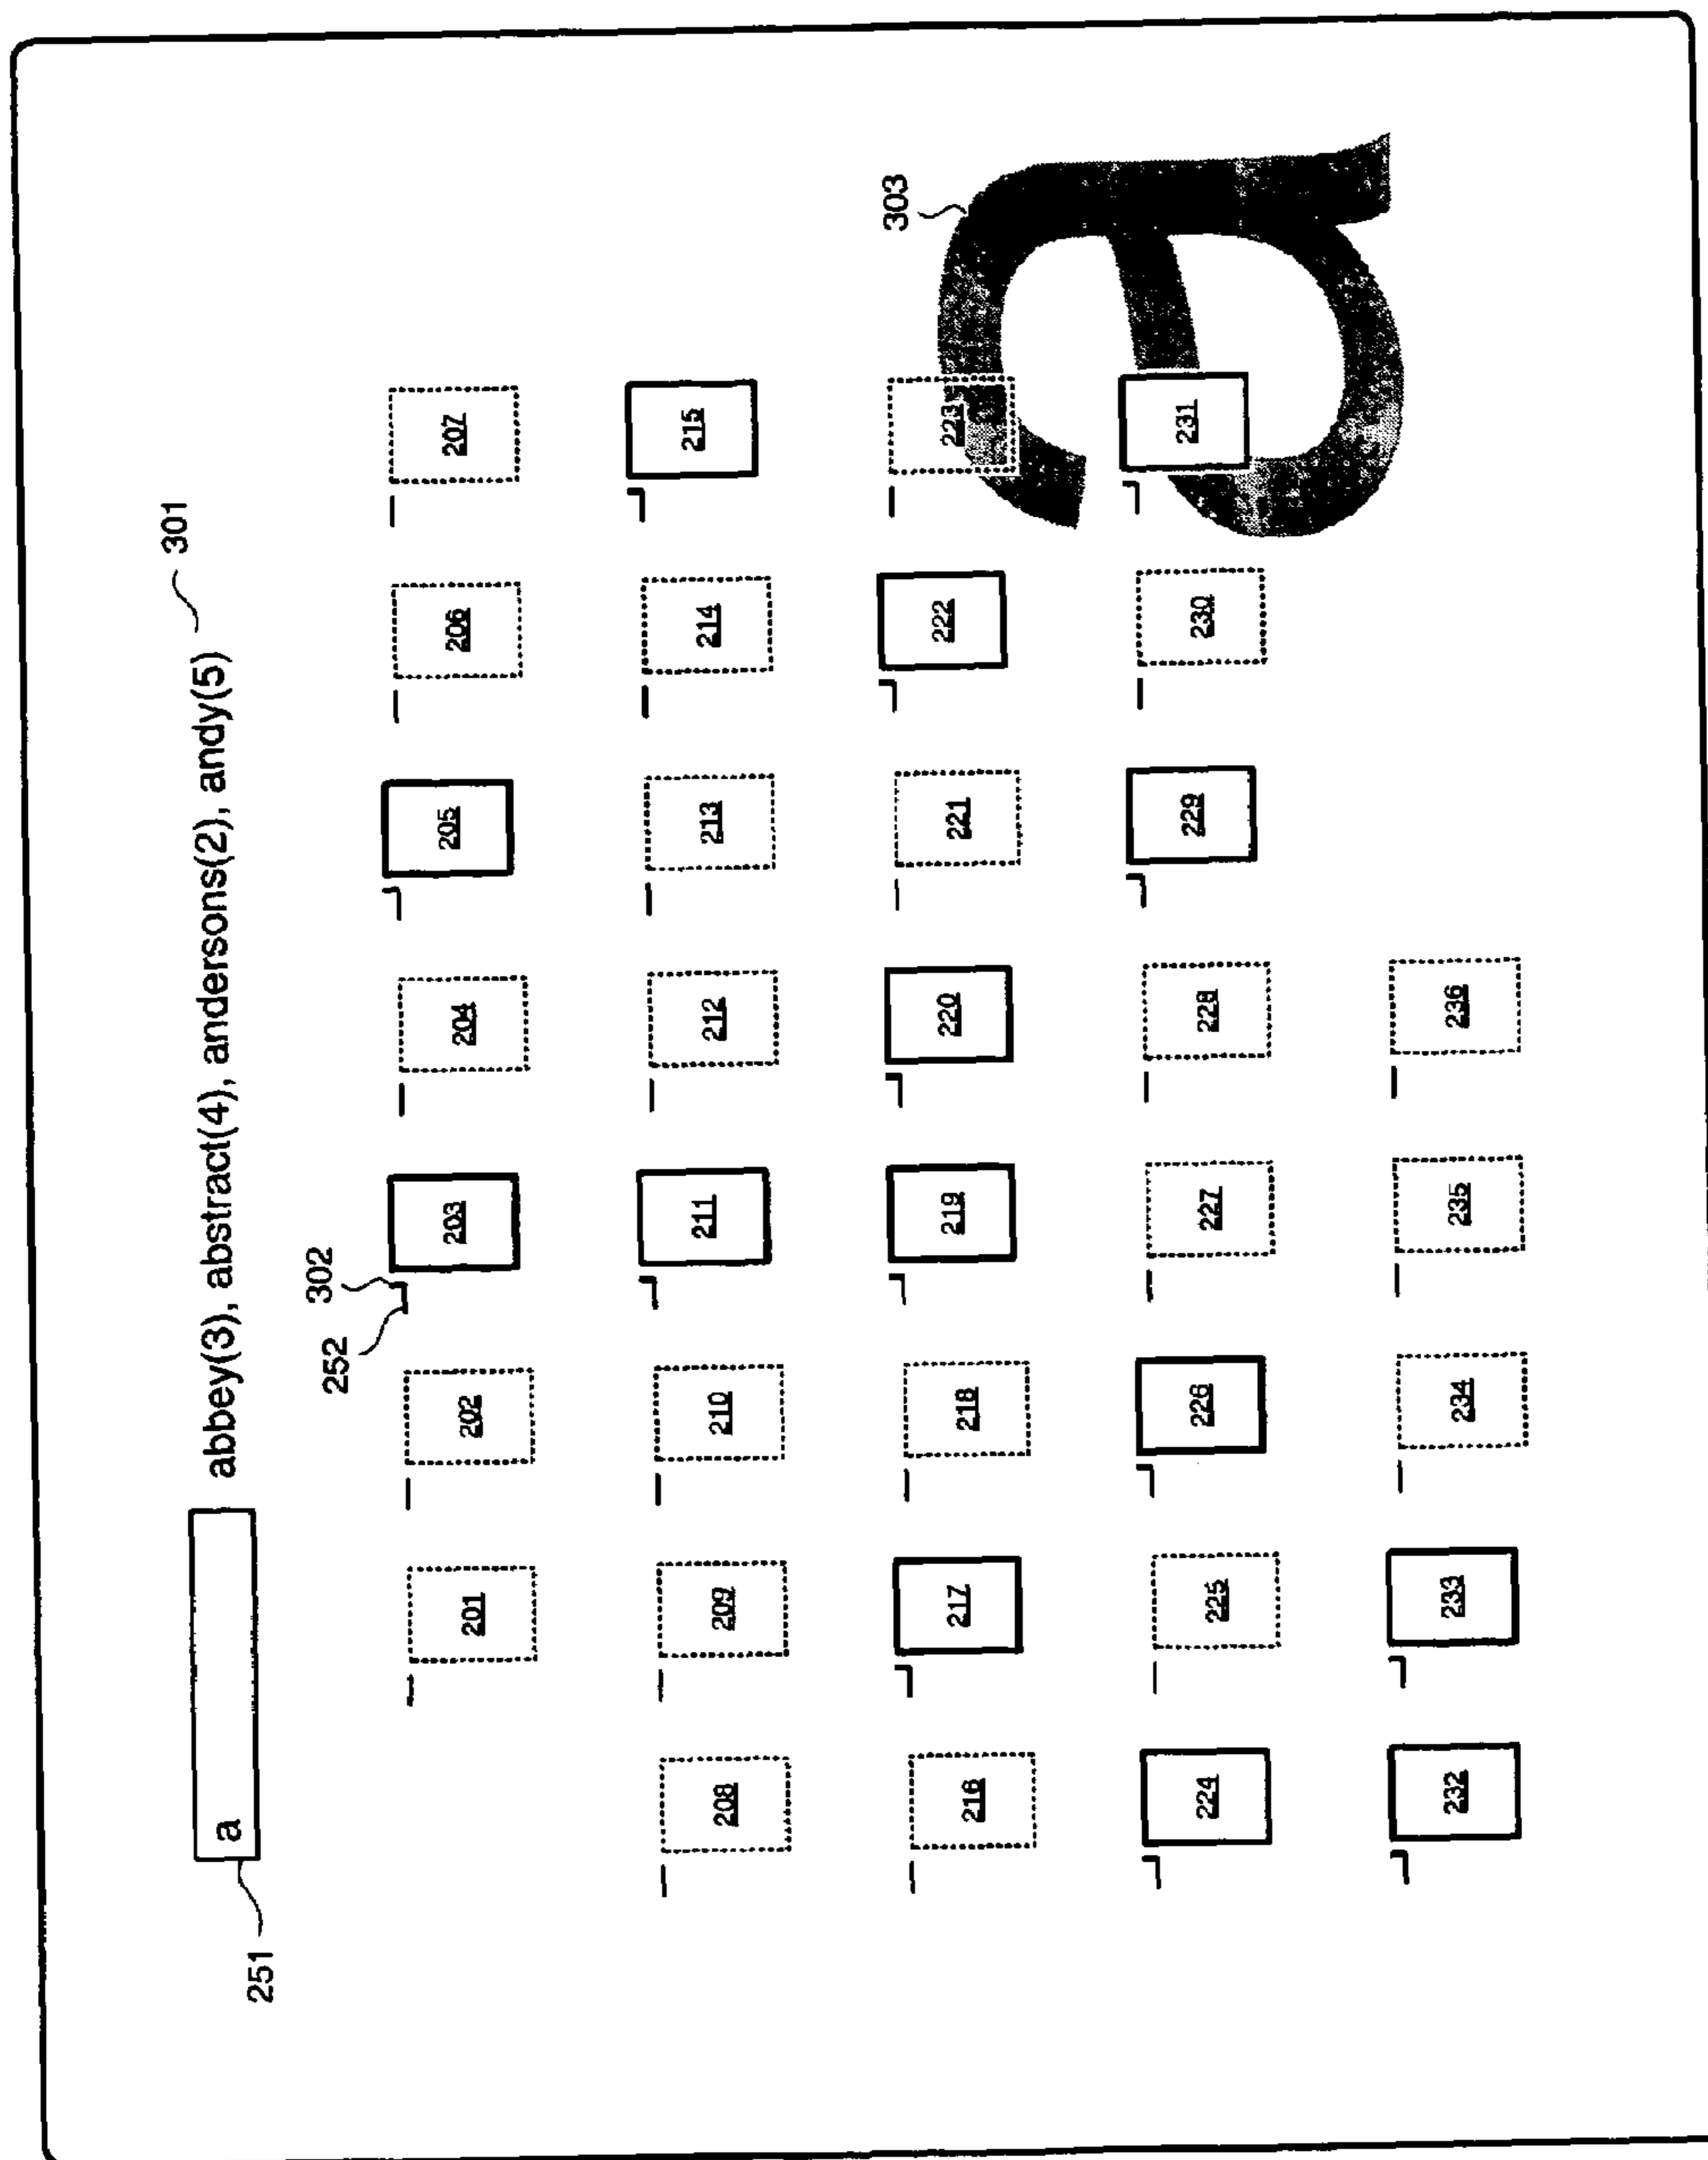 a abbey(3), abstract(4), andersons(2), andy(5) 301
251
252 302
201 202 203 204 205 206 207
208 209 210 211 212 213 214 215
303
216 217 218 219 220 221 222 223
224 225 226 227 228 229 230 231
232 233 234 235 236
a